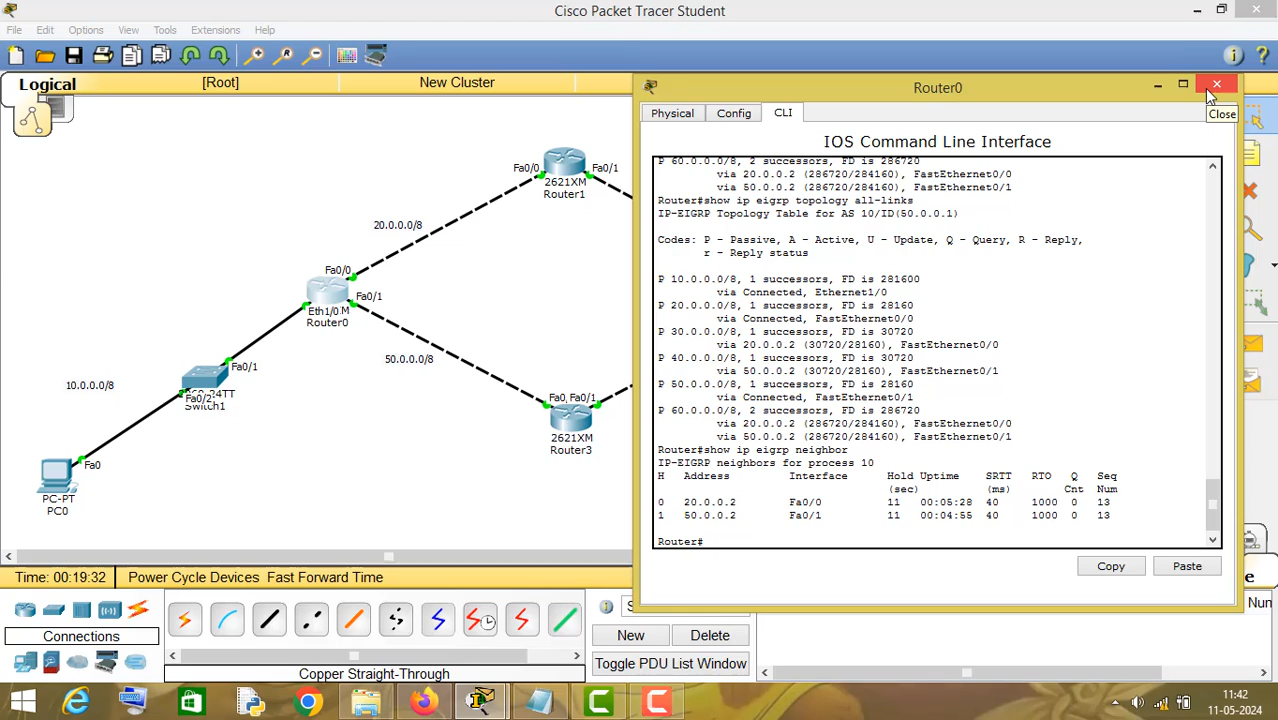 Cisco Packet Tracer Student
File Edit Options View Tools Extensions Help
Logical
[Root]
New Cluster
Fa0/0
Fa0/1
2621XM
Router1
20.0.0.0/8
Fa0/0
Fa0/1
Eth1/0
Router0
50.0.0.0/8
Fa0/1
10.0.0.0/8
Fa0/2
Switch1
Fa0, Fa0/1
2621XM
Router3
Fa0
PC-PT
PC0
Router0
Close
Physical Config CLI
IOS Command Line Interface
P 60.0.0.0/8, 2 successors, FD is 286720
via 20.0.0.2 (286720/284160), FastEthernet0/0
via 50.0.0.2 (286720/284160), FastEthernet0/1
Router#show ip eigrp topology all-links
IP-EIGRP Topology Table for AS 10/ID(50.0.0.1)
Codes: P - Passive, A - Active, U - Update, Q - Query, R - Reply,
r - Reply status
P 10.0.0.0/8, 1 successors, FD is 281600
via Connected, Ethernet1/0
P 20.0.0.0/8, 1 successors, FD is 28160
via Connected, FastEthernet0/0
P 30.0.0.0/8, 1 successors, FD is 30720
via 20.0.0.2 (30720/28160), FastEthernet0/0
P 40.0.0.0/8, 1 successors, FD is 30720
via 50.0.0.2 (30720/28160), FastEthernet0/1
P 50.0.0.0/8, 1 successors, FD is 28160
via Connected, FastEthernet0/1
P 60.0.0.0/8, 2 successors, FD is 286720
via 20.0.0.2 (286720/284160), FastEthernet0/0
via 50.0.0.2 (286720/284160), FastEthernet0/1
Router#show ip eigrp neighbor
IP-EIGRP neighbors for process 10
H Address Interface Hold Uptime SRTT RTO Q Seq
(sec) (ms) Cnt Num
0 20.0.0.2 Fa0/0 11 00:05:28 40 1000 0 13
1 50.0.0.2 Fa0/1 11 00:04:55 40 1000 0 13
Router#
Copy Paste
Time: 00:19:32 Power Cycle Devices Fast Forward Time
Connections
New Delete
Toggle PDU List Window
Copper Straight-Through
Num
11:42
11-05-2024